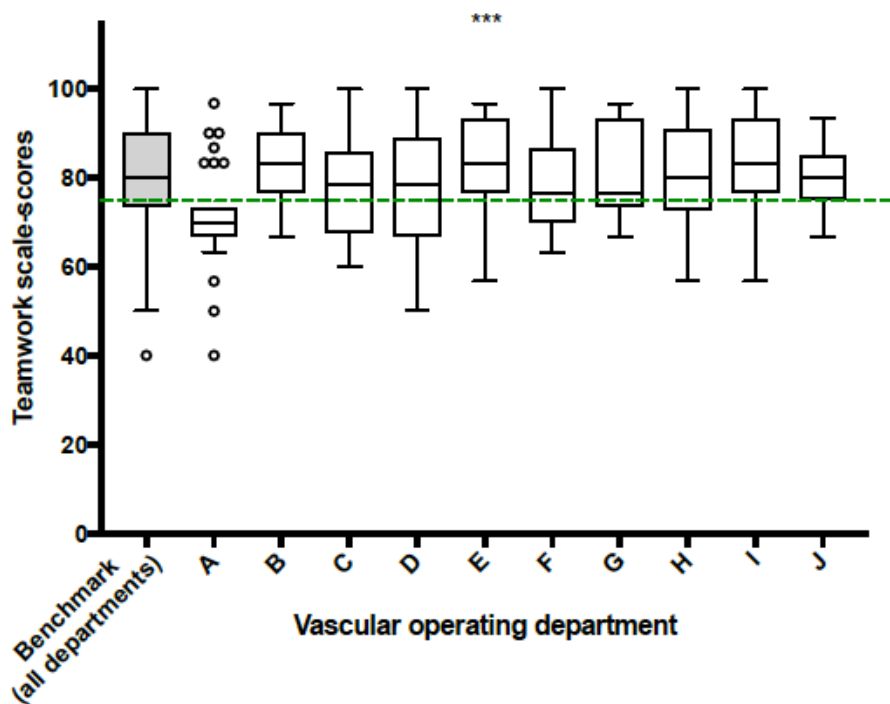 ***
Teamwork scale-scores
100
80
60
40
20
0
Benchmark
(all departments)
A
B
C
D
E
F
G
H
I
J
Vascular operating department